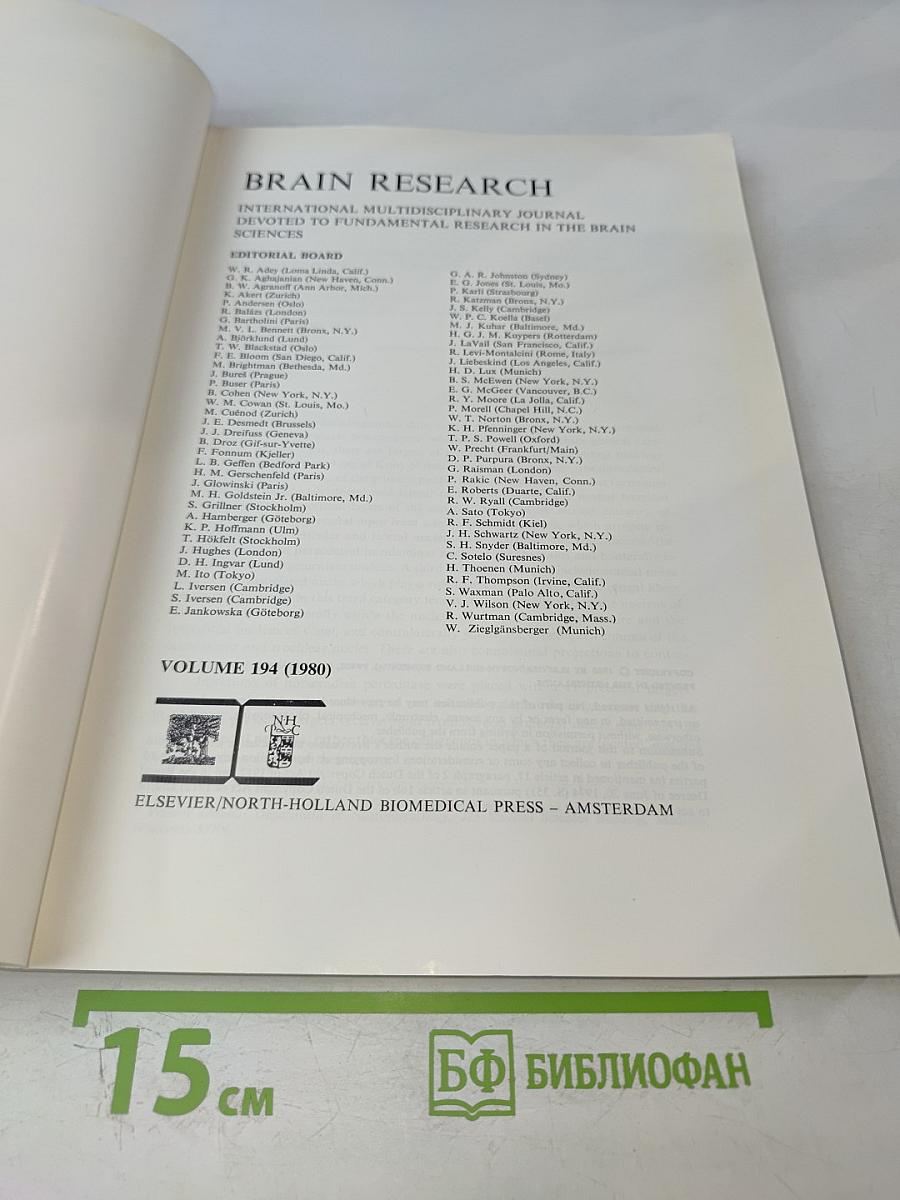 BRAIN RESEARCH
INTERNATIONAL MULTIDISCIPLINARY JOURNAL
DEVOTED TO FUNDAMENTAL RESEARCH IN THE BRAIN
SCIENCES
EDITORIAL BOARD
W. R. Adey (Loma Linda, Calif.)
G. K. Aghajanian (New Haven, Conn.)
B. W. Agranoff (Ann Arbor, Mich.)
K. Akert (Zurich)
P. Andersen (Oslo)
R. Balázs (London)
G. Bartholini (Paris)
M. V. L. Bennett (Bronx, N.Y.)
A. Björklund (Lund)
T. W. Blackstad (Oslo)
F. E. Bloom (San Diego, Calif.)
M. Brightman (Bethesda, Md.)
J. Bureš (Prague)
P. Buser (Paris)
B. Cohen (New York, N.Y.)
W. M. Cowan (St. Louis, Mo.)
M. Cuénod (Zurich)
J. E. Desmedt (Brussels)
J. J. Dreifuss (Geneva)
B. Droz (Gif-sur-Yvette)
F. Fonnum (Kjeller)
L. B. Geffen (Bedford Park)
H. M. Gerschenfeld (Paris)
J. Glowinski (Paris)
M. H. Goldstein Jr. (Baltimore, Md.)
S. Grillner (Stockholm)
A. Hamberger (Göteborg)
K. P. Hoffmann (Ulm)
T. Hökfelt (Stockholm)
J. Hughes (London)
D. H. Ingvar (Lund)
M. Ito (Tokyo)
L. Iversen (Cambridge)
S. Iversen (Cambridge)
E. Jankowska (Göteborg)
G. A. R. Johnston (Sydney)
E. G. Jones (St. Louis, Mo.)
P. Karli (Strasbourg)
R. Katzman (Bronx, N.Y.)
J. S. Kelly (Cambridge)
W. P. C. Koella (Basel)
M. J. Kuhar (Baltimore, Md.)
H. G. J. M. Kuypers (Rotterdam)
J. LaVail (San Francisco, Calif.)
R. Levi-Montalcini (Rome, Italy)
J. Liebeskind (Los Angeles, Calif.)
H. D. Lux (Munich)
B. S. McEwen (New York, N.Y.)
E. G. McGeer (Vancouver, B.C.)
R. Y. Moore (La Jolla, Calif.)
P. Morell (Chapel Hill, N.C.)
W. T. Norton (Bronx, N.Y.)
K. H. Pfenninger (New York, N.Y.)
T. P. S. Powell (Oxford)
W. Precht (Frankfurt/Main)
D. P. Purpura (Bronx, N.Y.)
G. Raisman (London)
P. Rakic (New Haven, Conn.)
E. Roberts (Duarte, Calif.)
R. W. Ryall (Cambridge)
A. Sato (Tokyo)
R. F. Schmidt (Kiel)
J. H. Schwartz (New York, N.Y.)
S. H. Snyder (Baltimore, Md.)
C. Sotelo (Suresnes)
H. Thoenen (Munich)
R. F. Thompson (Irvine, Calif.)
S. Waxman (Palo Alto, Calif.)
V. J. Wilson (New York, N.Y.)
R. Wurtman (Cambridge, Mass.)
W. Zieglgänsberger (Munich)
VOLUME 194 (1980)
N·H
P C
ELSEVIER/NORTH-HOLLAND BIOMEDICAL PRESS – AMSTERDAM
15 см
БФ БИБЛИОФАН